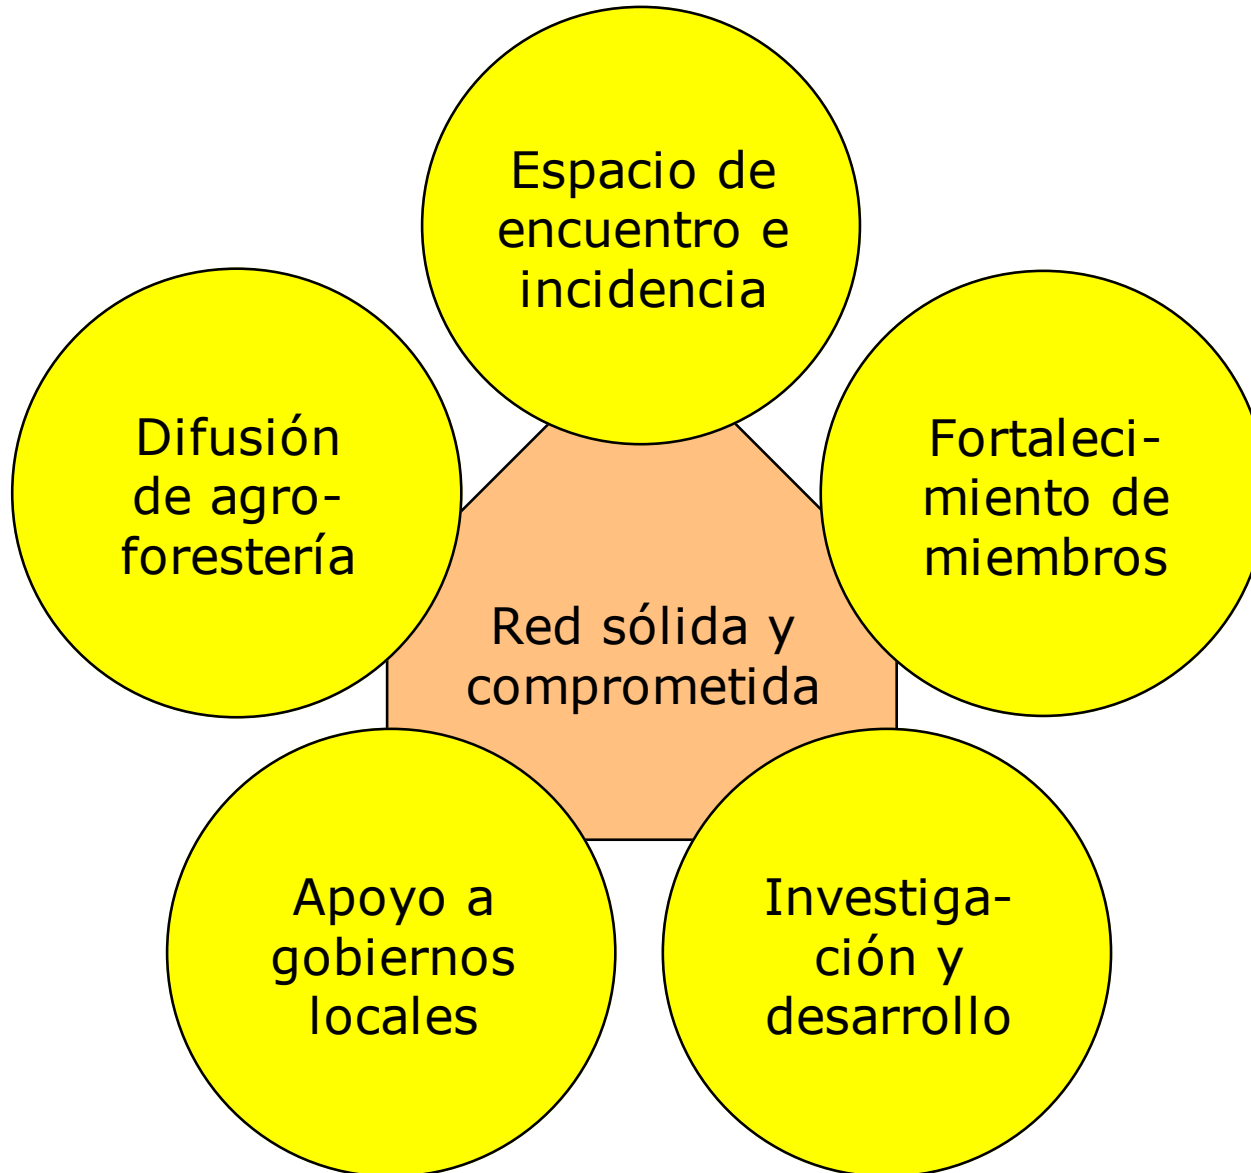 Espacio de
encuentro e
incidencia
Difusión
de agro-
forestería
Fortaleci-
miento de
miembros
Red sólida y
comprometida
Apoyo a
gobiernos
locales
Investiga-
ción y
desarrollo